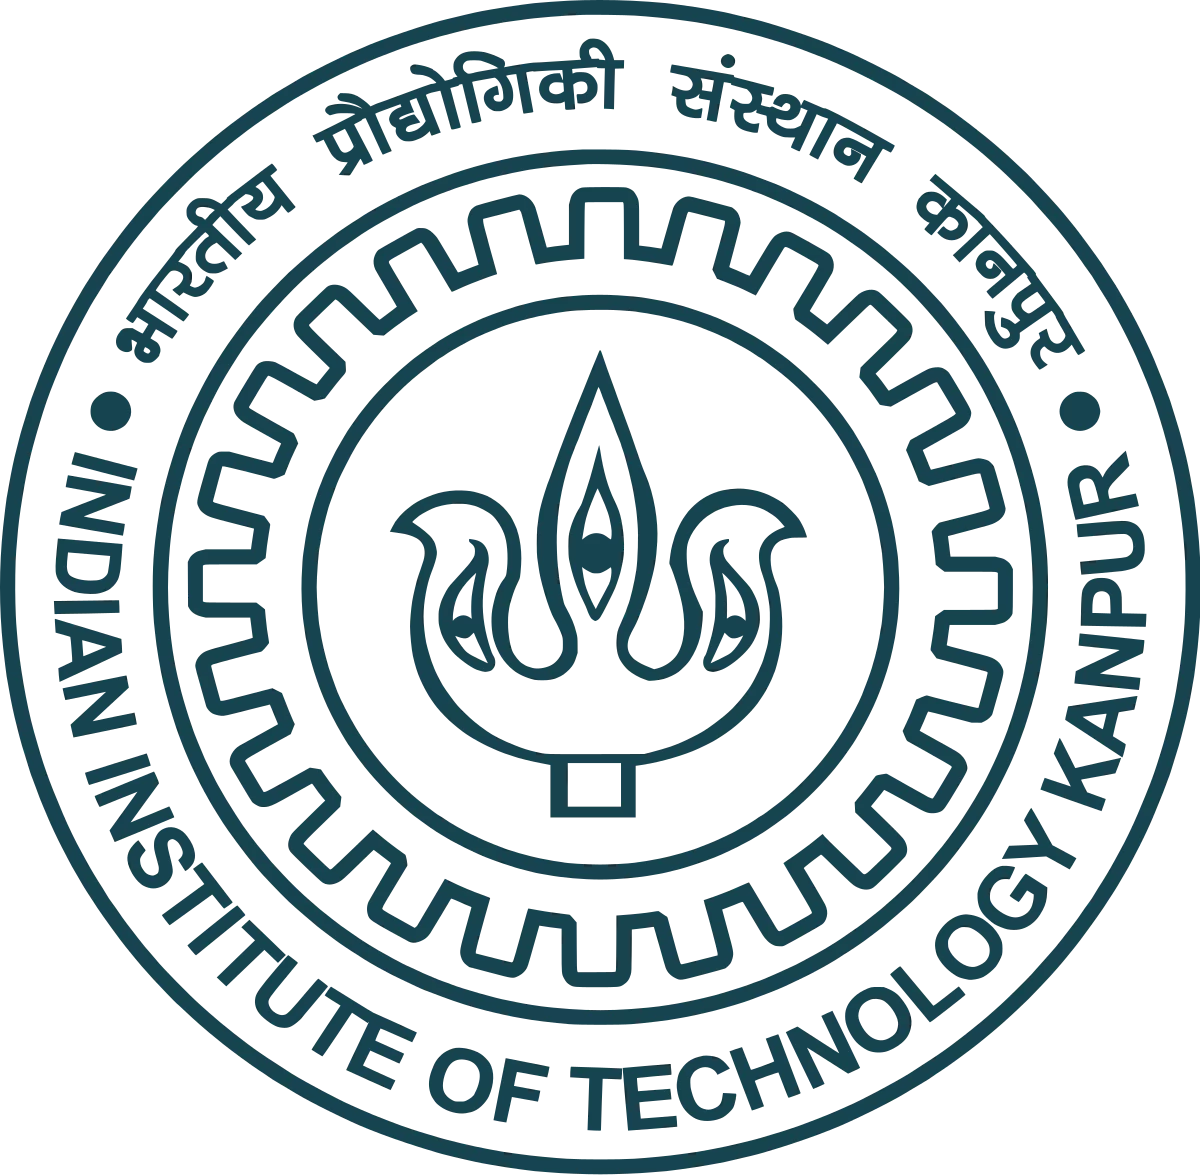 भारतीय प्रौद्योगिकी संस्थान कानपुर
INDIAN INSTITUTE OF TECHNOLOGY KANPUR